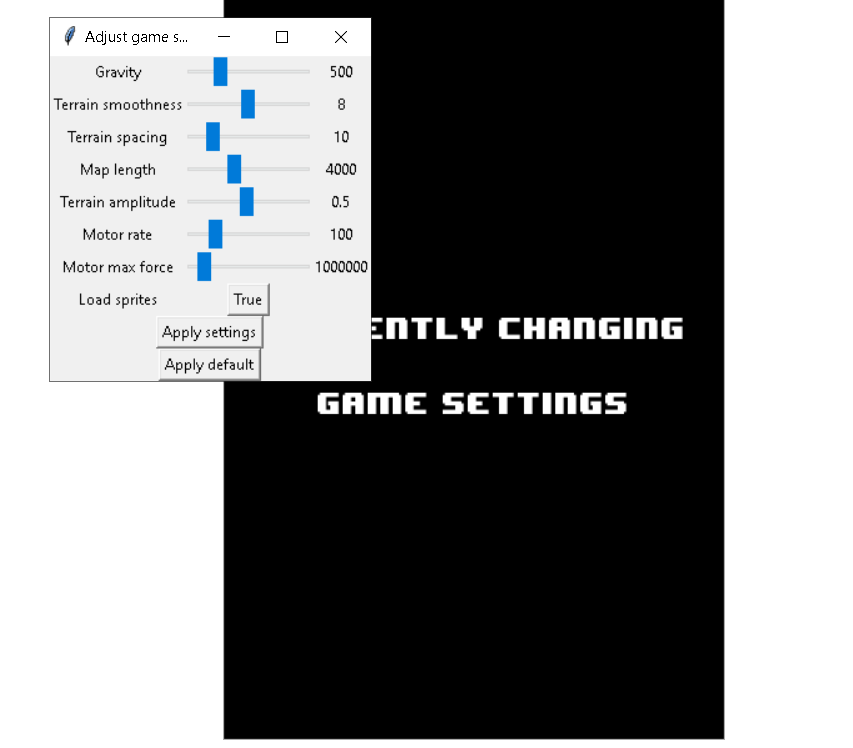 Adjust game s...
Gravity 500
Terrain smoothness 8
Terrain spacing 10
Map length 4000
Terrain amplitude 0.5
Motor rate 100
Motor max force 1000000
Load sprites True
Apply settings
Apply default
ENTLY CHANGING
GAME SETTINGS